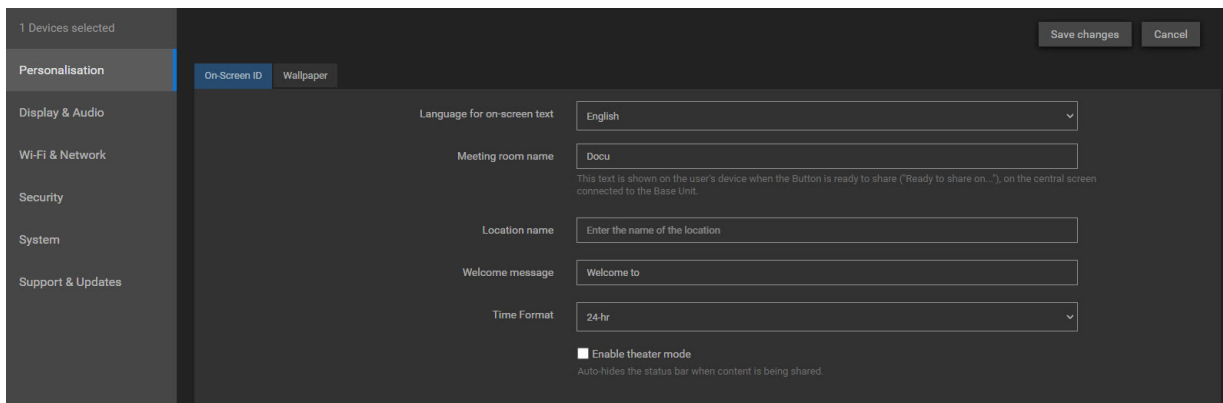 1 Devices selected
Save changes
Cancel
Personalisation
On-Screen ID
Wallpaper
Display & Audio
Language for on-screen text
English
Wi-Fi & Network
Meeting room name
Docu
This text is shown on the user's device when the Button is ready to share ("Ready to share on..."), on the central screen
connected to the Base Unit.
Security
Location name
Enter the name of the location
System
Welcome message
Welcome to
Support & Updates
Time Format
24-hr
Enable theater mode
Auto-hides the status bar when content is being shared.